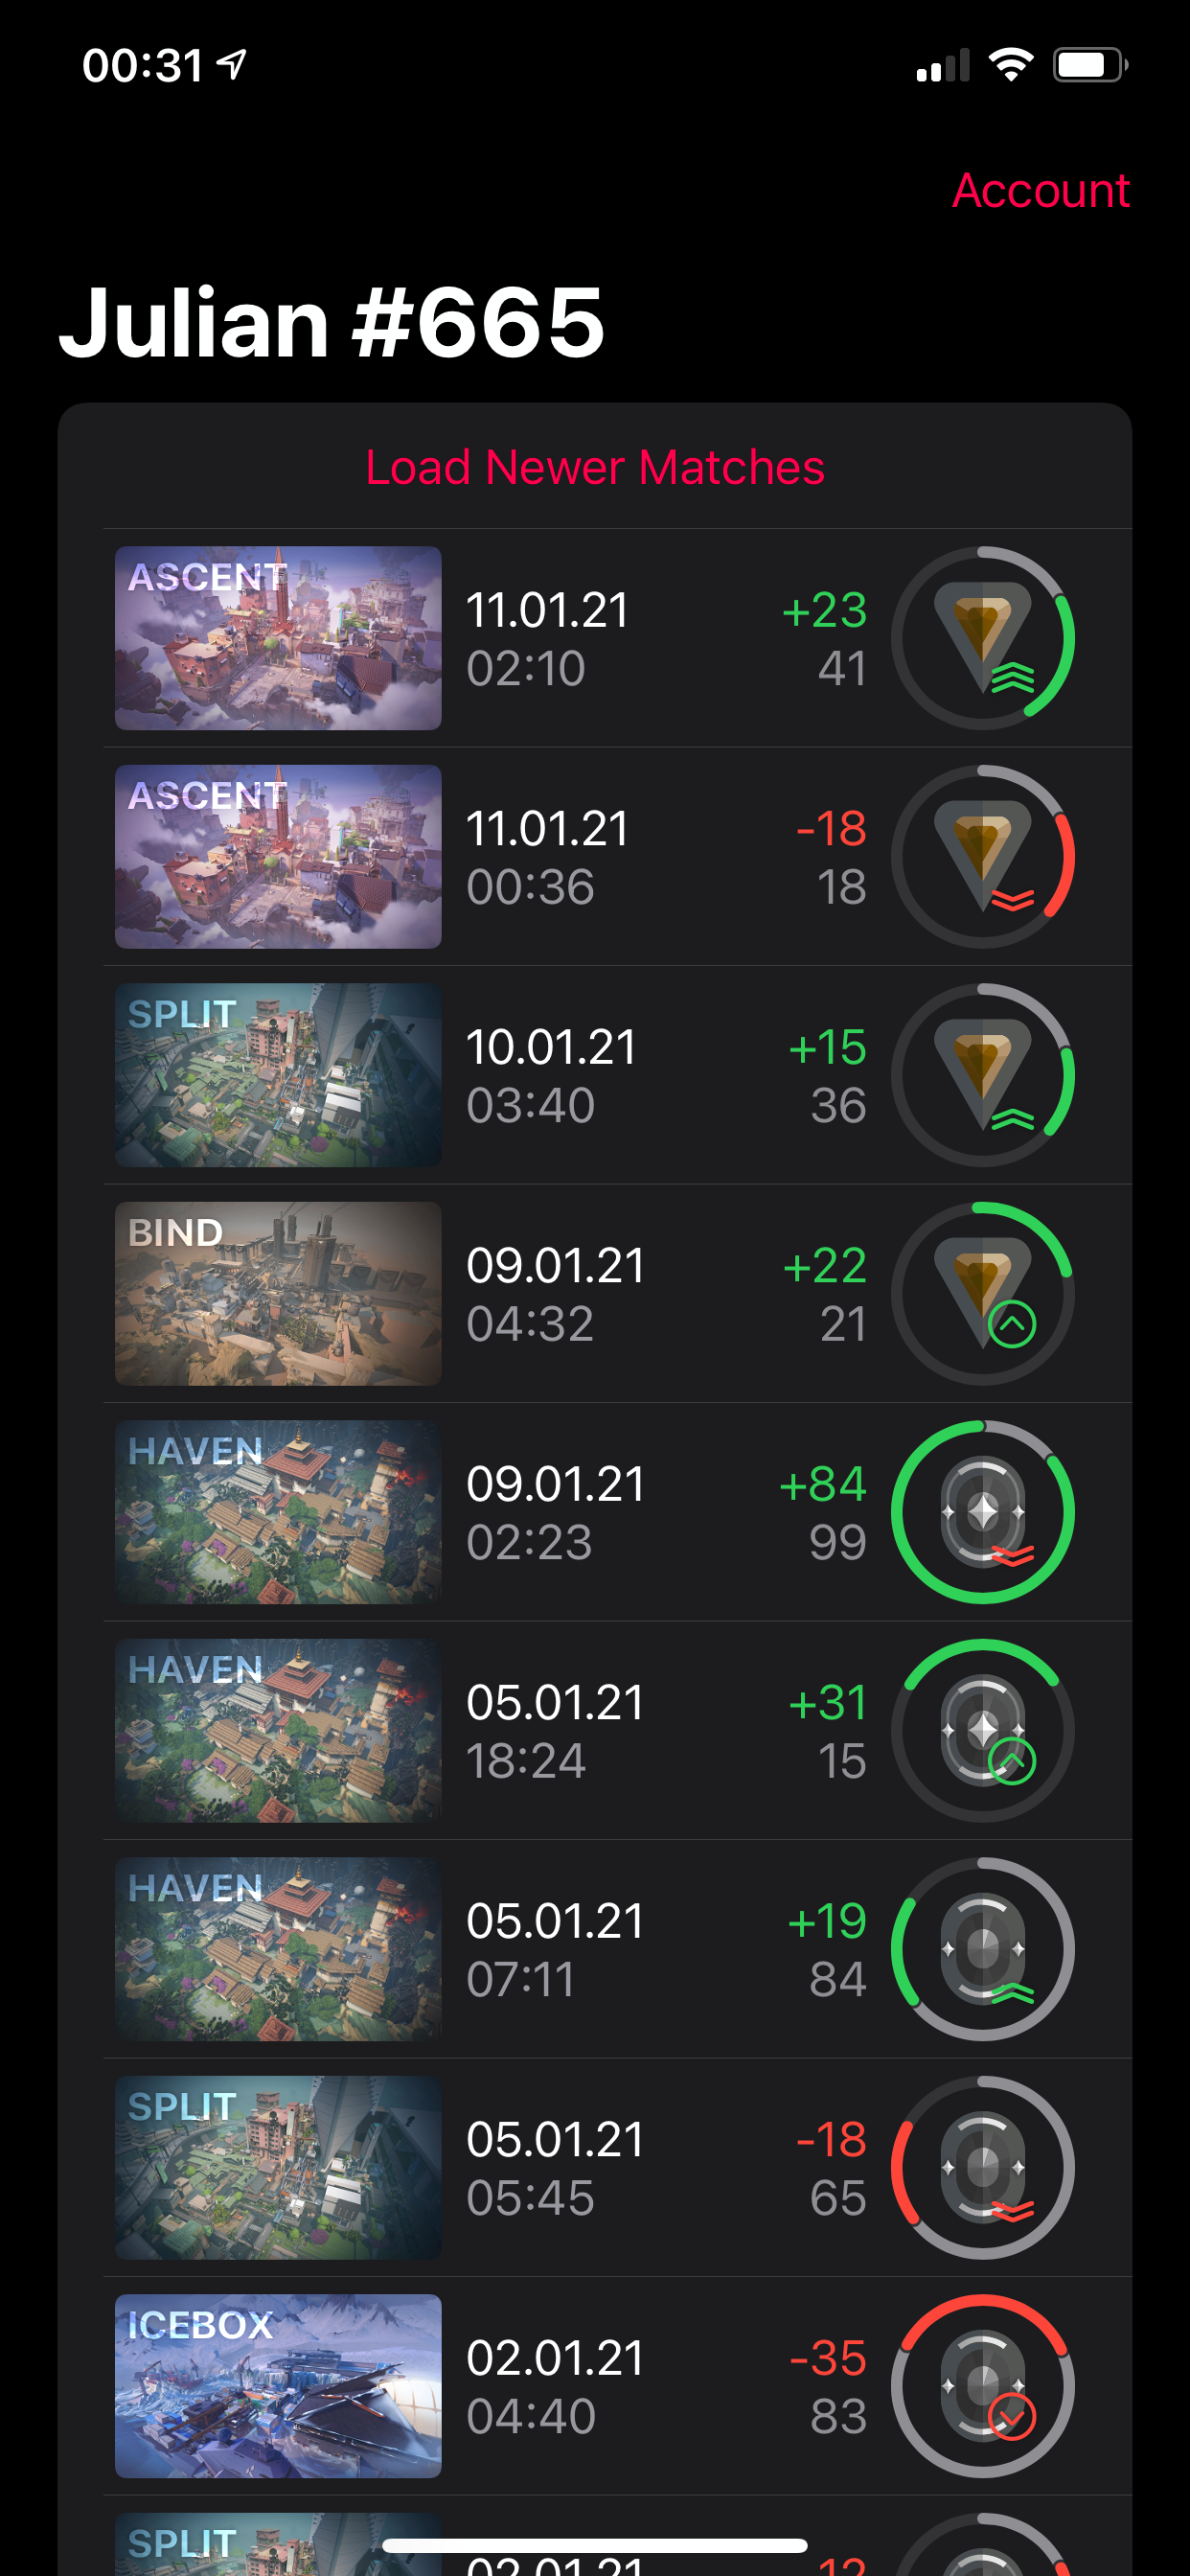 00:31
Account
Julian #665
Load Newer Matches
ASCENT
11.01.21 +23
02:10 41
ASCENT
11.01.21 -18
00:36 18
SPLIT
10.01.21 +15
03:40 36
BIND
09.01.21 +22
04:32 21
HAVEN
09.01.21 +84
02:23 99
HAVEN
05.01.21 +31
18:24 15
HAVEN
05.01.21 +19
07:11 84
SPLIT
05.01.21 -18
05:45 65
ICEBOX
02.01.21 -35
04:40 83
SPLIT
02.01.21 -12